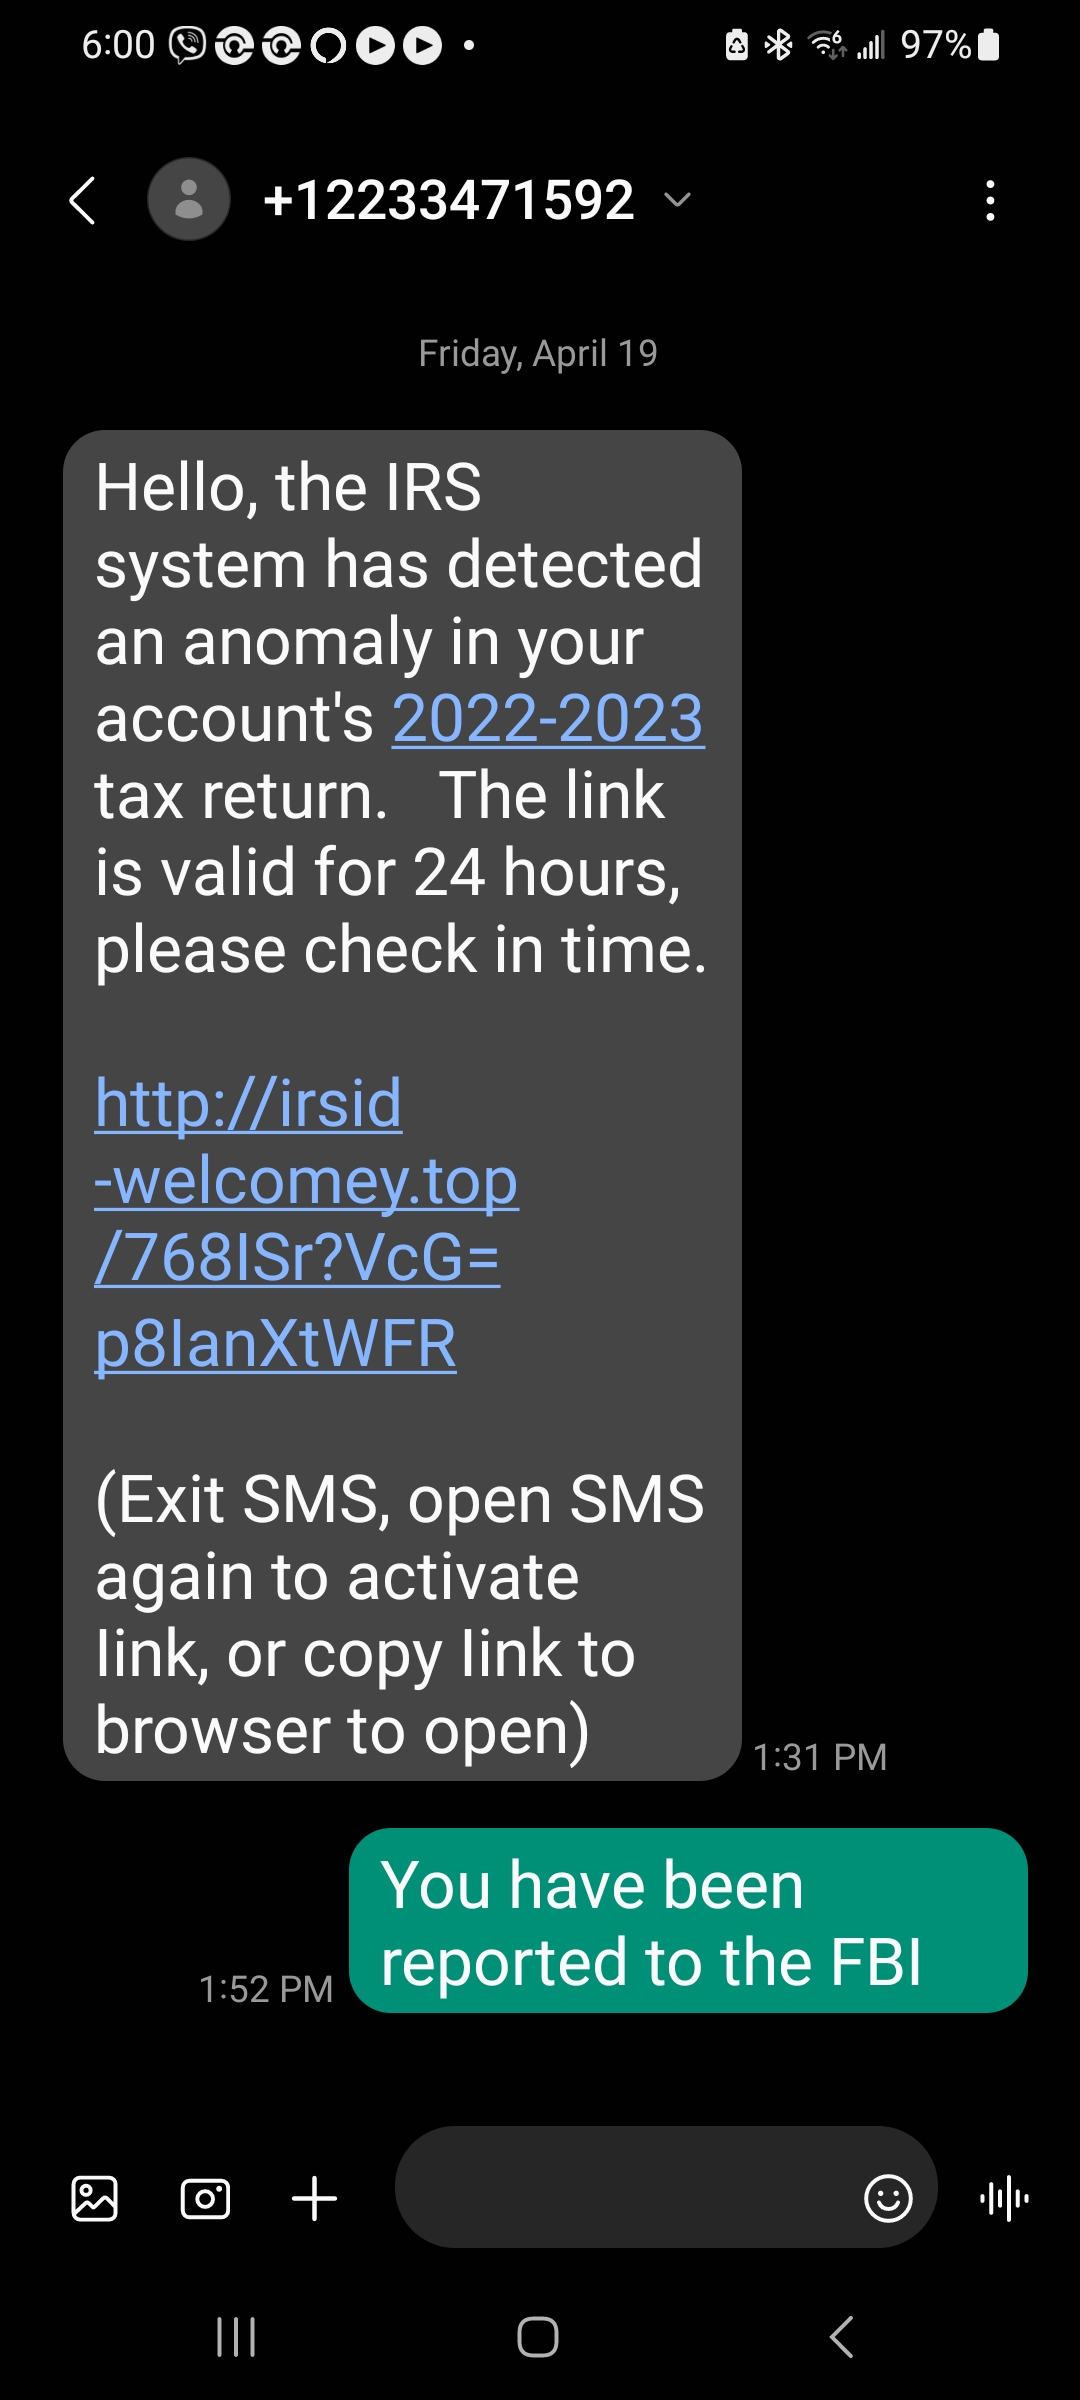 6:00
97%
+12233471592
Friday, April 19
Hello, the IRS
system has detected
an anomaly in your
account's 2022-2023
tax return.   The link
is valid for 24 hours,
please check in time.
http://irsid
-welcomey.top
/768ISr?VcG=
p8IanXtWFR
(Exit SMS, open SMS
again to activate
Iink, or copy Iink to
browser to open)
1:31 PM
You have been
reported to the FBI
1:52 PM